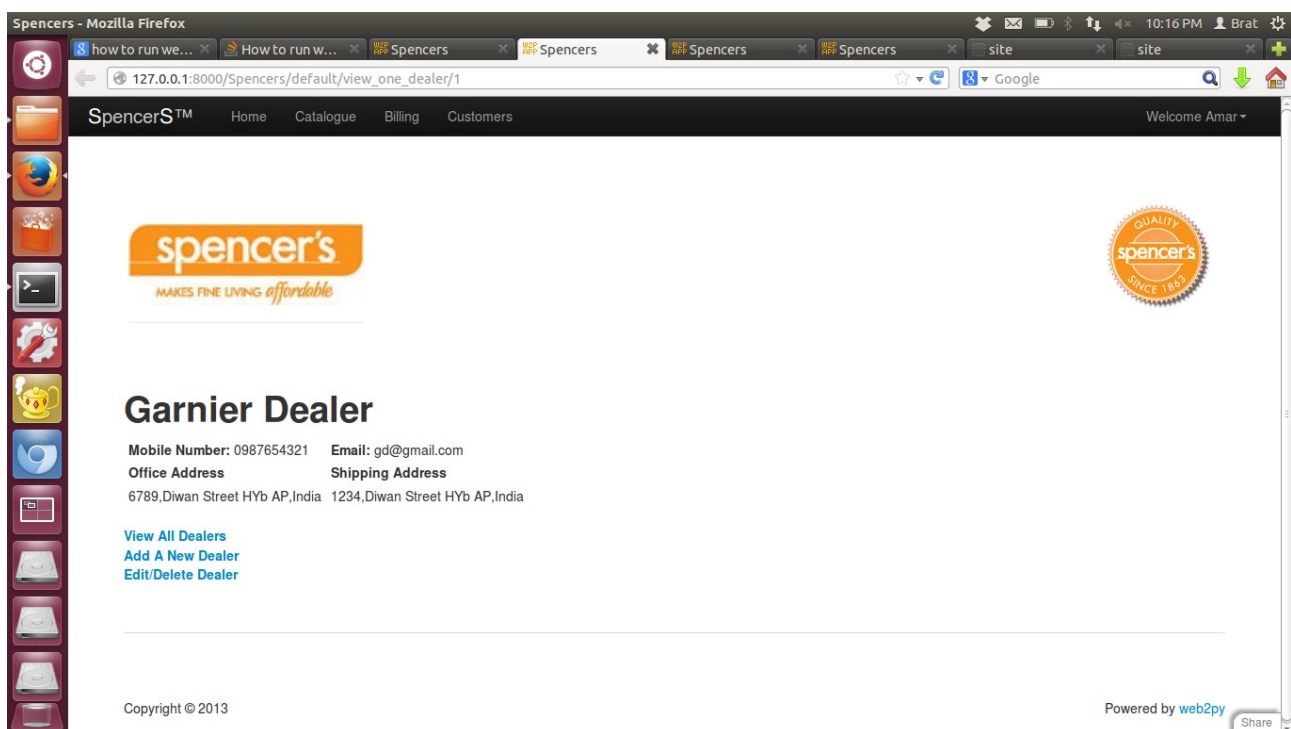 Spencers - Mozilla Firefox 10:16 PM Brat
how to run we... How to run w... Spencers Spencers Spencers Spencers site site
127.0.0.1:8000/Spencers/default/view_one_dealer/1 Google
SpencerS™ Home Catalogue Billing Customers Welcome Amar
spencer's
MAKES FINE LIVING affordable
QUALITY
spencer's
SINCE 1863
Garnier Dealer
Mobile Number: 0987654321 Email: gd@gmail.com
Office Address Shipping Address
6789,Diwan Street HYb AP,India 1234,Diwan Street HYb AP,India
View All Dealers
Add A New Dealer
Edit/Delete Dealer
Copyright © 2013 Powered by web2py
Share